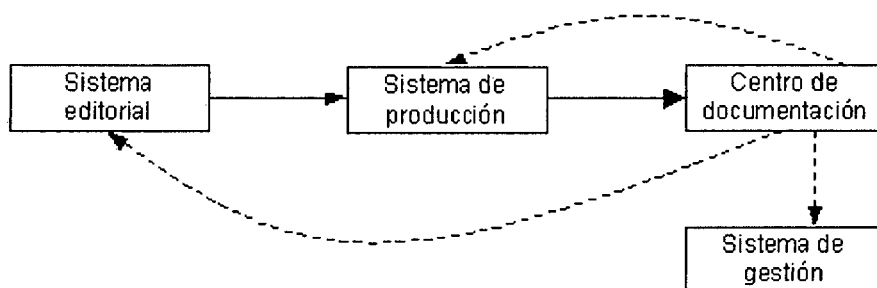 Sistema
editorial
Sistema de
producción
Centro de
documentación
Sistema de
gestión